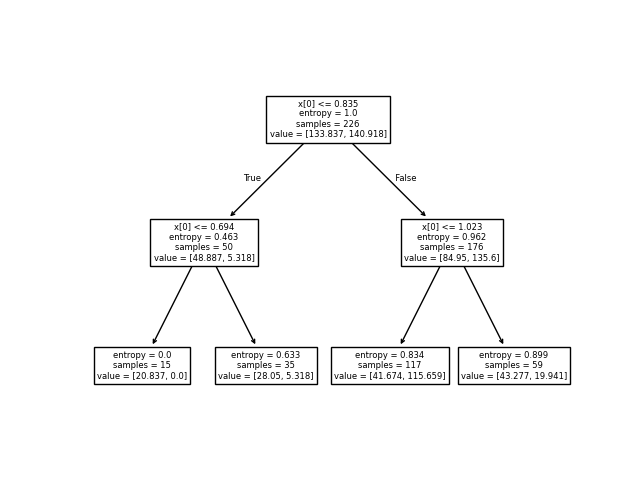 x[0] <= 0.835
entropy = 1.0
samples = 226
value = [133.837, 140.918]
True
False
x[0] <= 0.694
entropy = 0.463
samples = 50
value = [48.887, 5.318]
x[0] <= 1.023
entropy = 0.962
samples = 176
value = [84.95, 135.6]
entropy = 0.0
samples = 15
value = [20.837, 0.0]
entropy = 0.633
samples = 35
value = [28.05, 5.318]
entropy = 0.834
samples = 117
value = [41.674, 115.659]
entropy = 0.899
samples = 59
value = [43.277, 19.941]